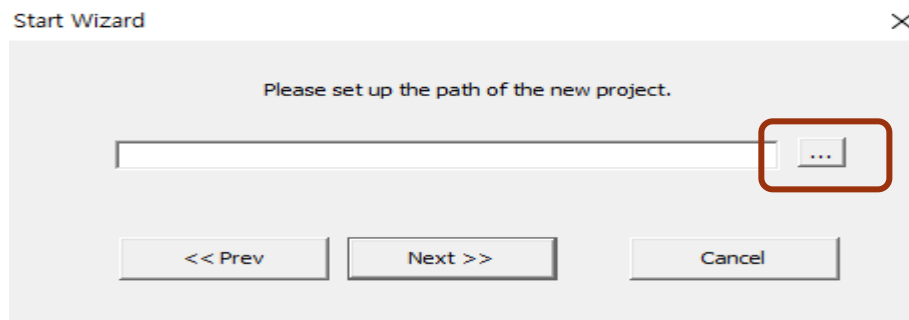 Start Wizard
Please set up the path of the new project.
...
<< Prev Next >> Cancel